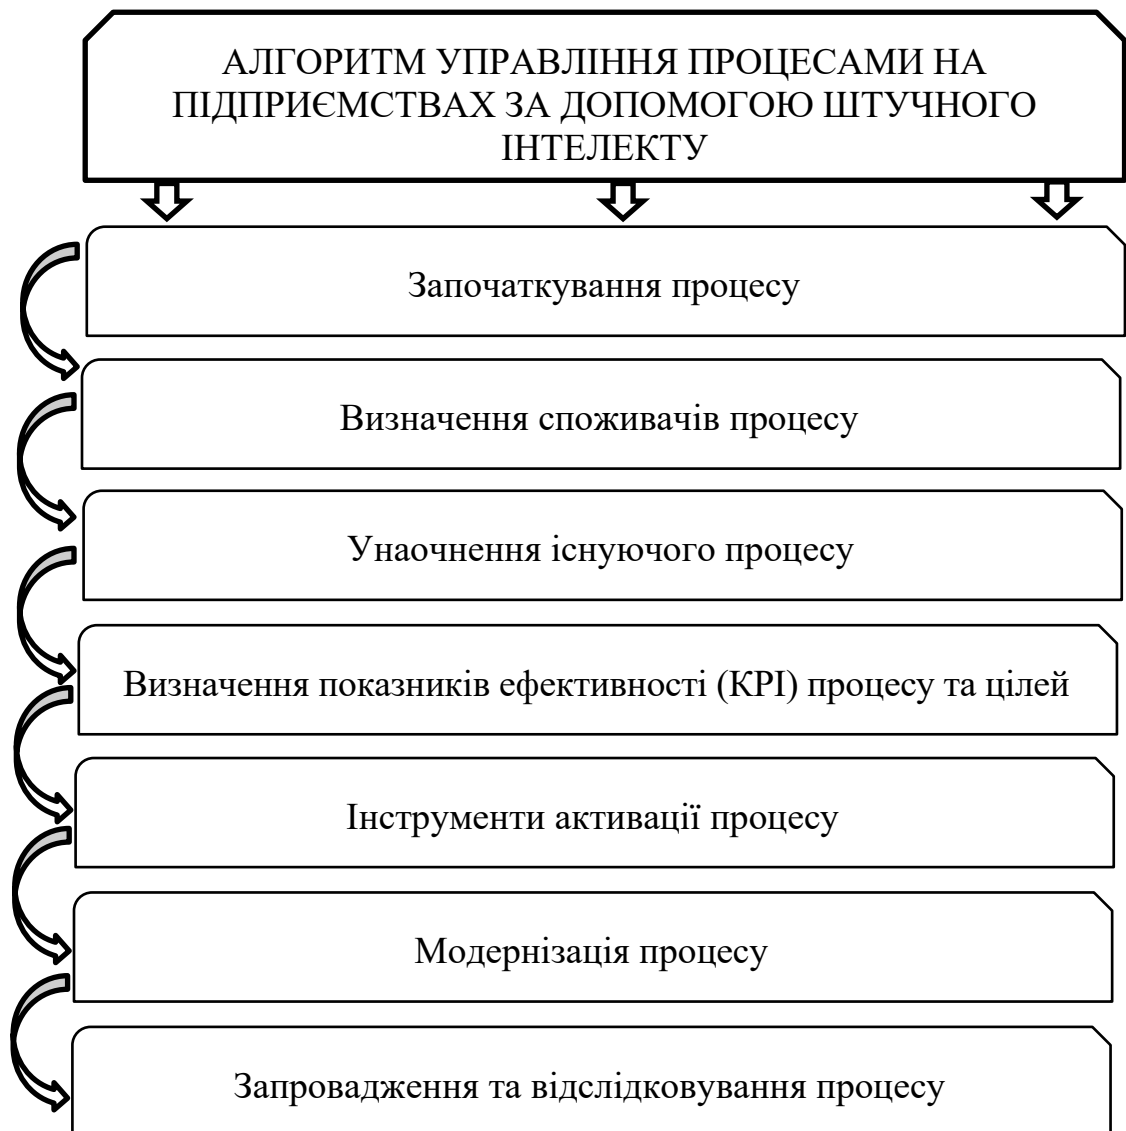 АЛГОРИТМ УПРАВЛІННЯ ПРОЦЕСАМИ НА
ПІДПРИЄМСТВАХ ЗА ДОПОМОГОЮ ШТУЧНОГО
ІНТЕЛЕКТУ
Започаткування процесу
Визначення споживачів процесу
Унаочнення існуючого процесу
Визначення показників ефективності (КРІ) процесу та цілей
Інструменти активації процесу
Модернізація процесу
Запровадження та відслідковування процесу